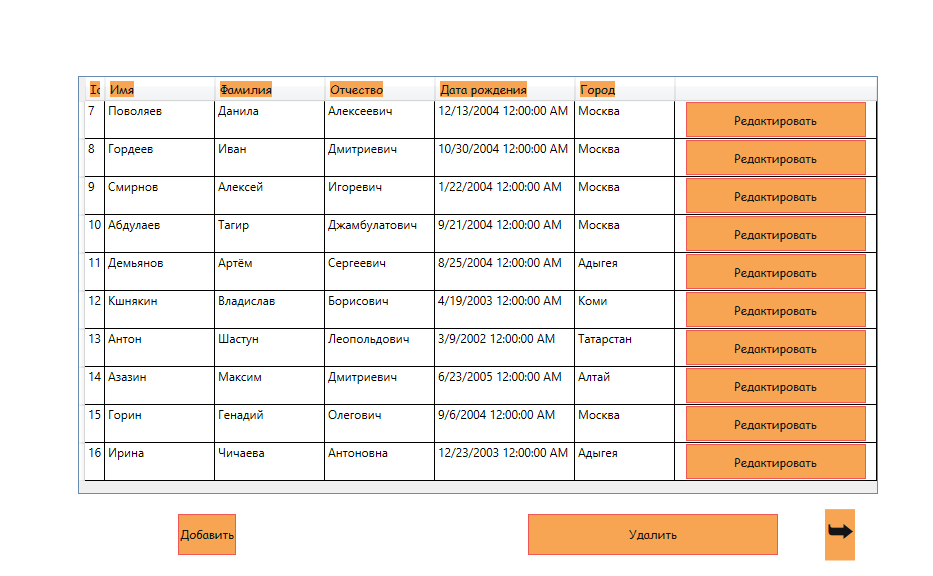 Id Имя Фамилия Отчество Дата рождения Город
7 Поволяев Данила Алексеевич 12/13/2004 12:00:00 AM Москва Редактировать
8 Гордеев Иван Дмитриевич 10/30/2004 12:00:00 AM Москва Редактировать
9 Смирнов Алексей Игоревич 1/22/2004 12:00:00 AM Москва Редактировать
10 Абдулаев Тагир Джамбулатович 9/21/2004 12:00:00 AM Москва Редактировать
11 Демьянов Артём Сергеевич 8/25/2004 12:00:00 AM Адыгея Редактировать
12 Кшнякин Владислав Борисович 4/19/2003 12:00:00 AM Коми Редактировать
13 Антон Шастун Леопольдович 3/9/2002 12:00:00 AM Татарстан Редактировать
14 Азазин Максим Дмитриевич 6/23/2005 12:00:00 AM Алтай Редактировать
15 Горин Генадий Олегович 9/6/2004 12:00:00 AM Москва Редактировать
16 Ирина Чичаева Антоновна 12/23/2003 12:00:00 AM Адыгея Редактировать
Добавить Удалить